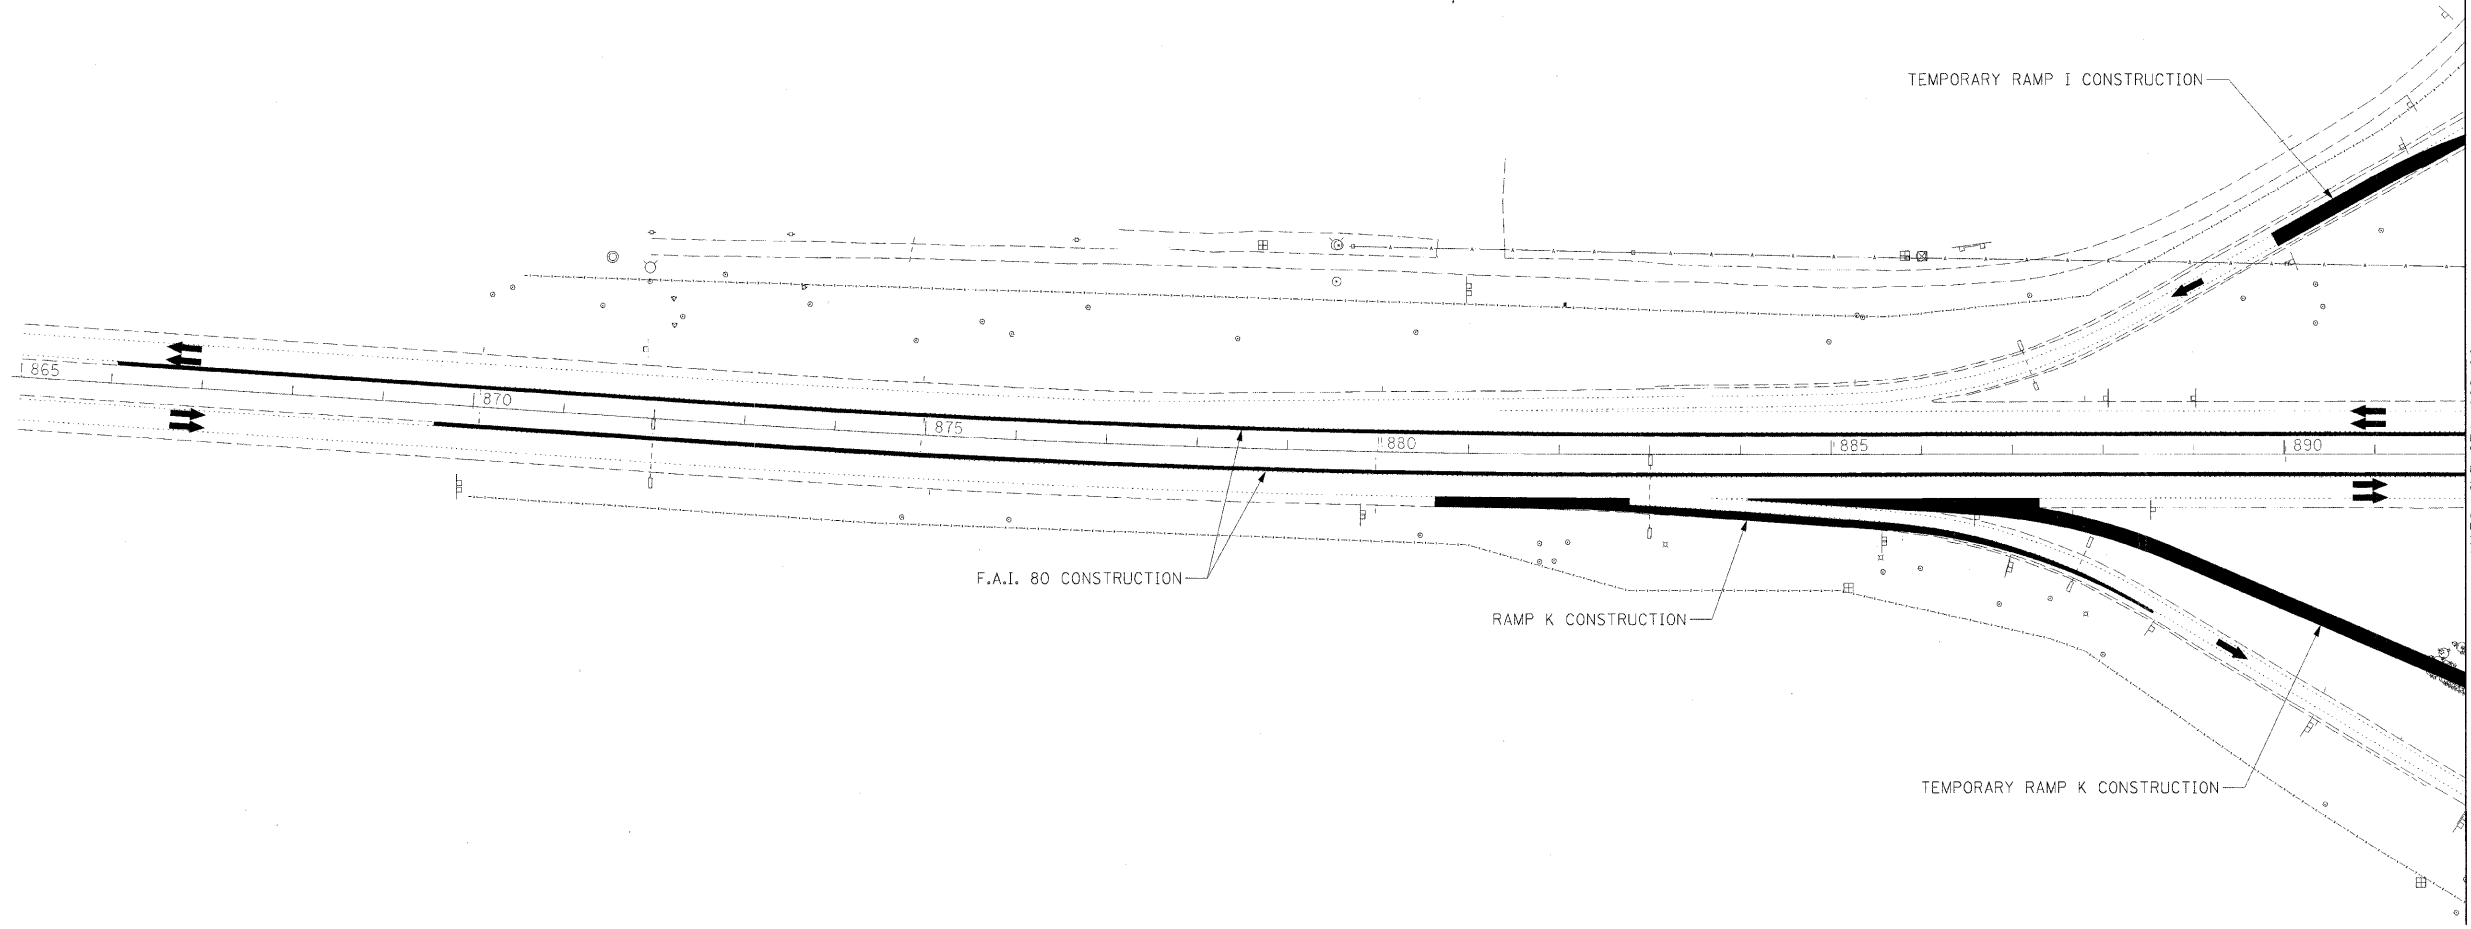 TEMPORARY RAMP I CONSTRUCTION
865
870
875
880
885
890
F.A.I. 80 CONSTRUCTION
RAMP K CONSTRUCTION
TEMPORARY RAMP K CONSTRUCTION